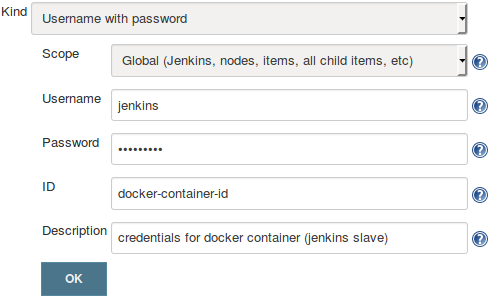 Kind Username with password
Scope Global (Jenkins, nodes, items, all child items, etc)
Username jenkins
Password •••••••••
ID docker-container-id
Description credentials for docker container (jenkins slave)
OK